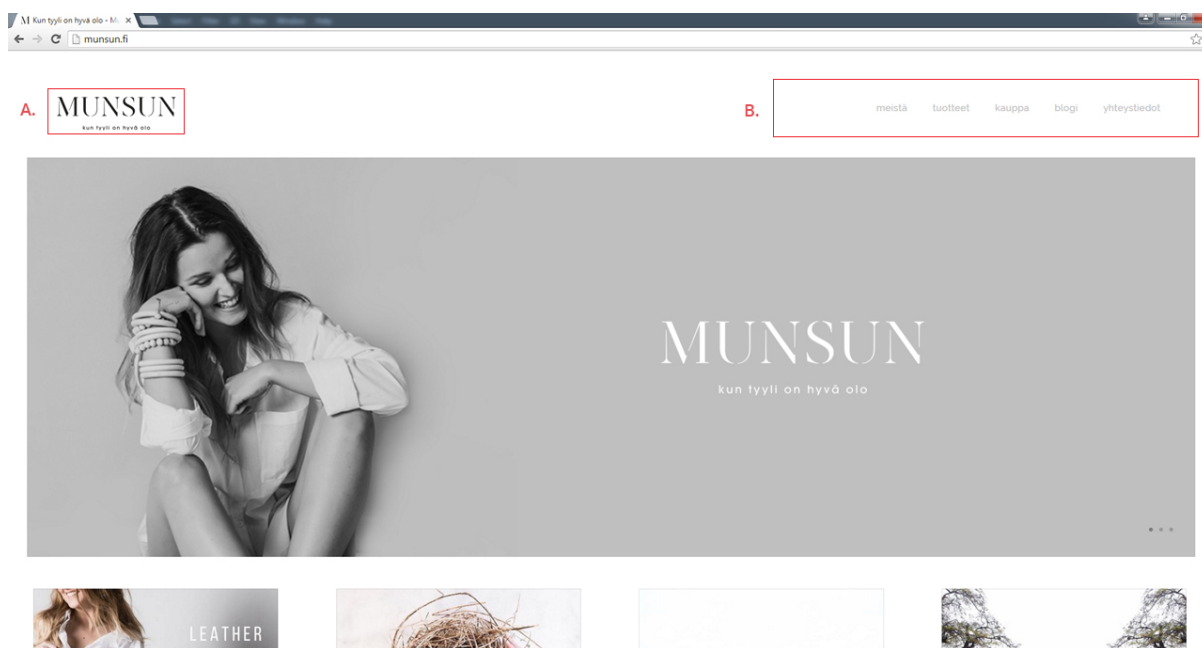 M Kun tyyli on hyvä olo - M
munsun.fi
A.
MUNSUN
kun tyyli on hyvä olo
B.
meistä tuotteet kauppa blogi yhteystiedot
MUNSUN
kun tyyli on hyvä olo
LEATHER